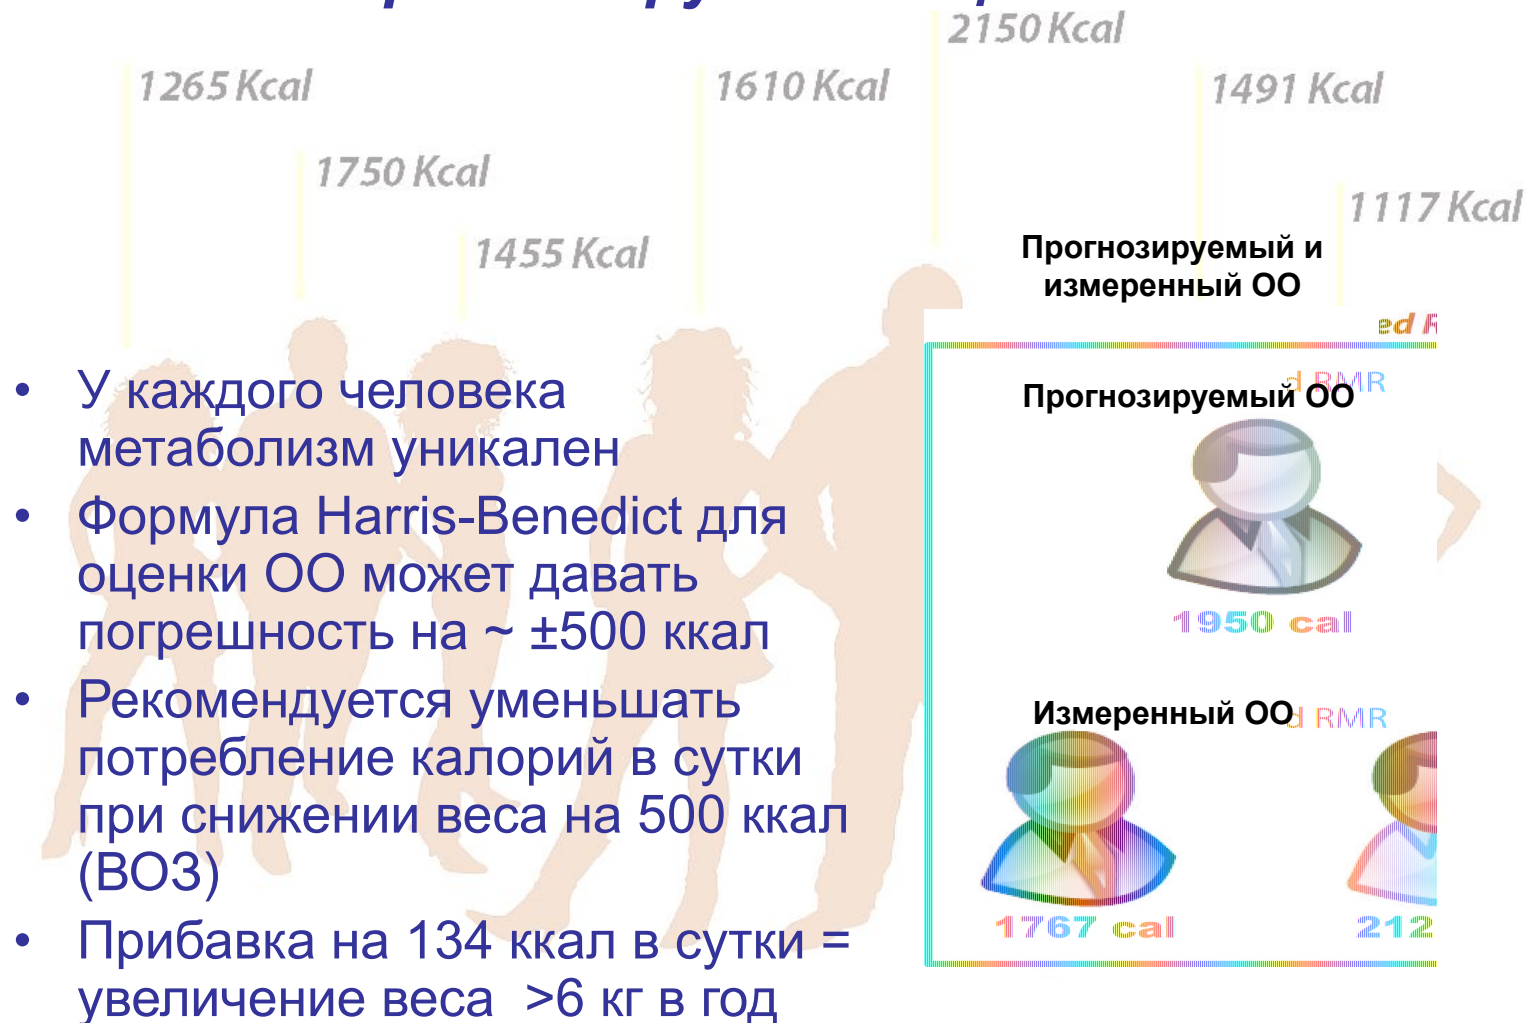 2150 Kcal
1265 Kcal
1610 Kcal
1491 Kcal
1750 Kcal
1117 Kcal
1455 Kcal
• У каждого человека
метаболизм уникален
• Формула Harris-Benedict для
оценки ОО может давать
погрешность на ~ ±500 ккал
• Рекомендуется уменьшать
потребление калорий в сутки
при снижении веса на 500 ккал
(ВОЗ)
• Прибавка на 134 ккал в сутки =
увеличение веса >6 кг в год
Прогнозируемый и
измеренный ОО
Прогнозируемый ОО
RMR
1950 cal
Измеренный ОО
RMR
1767 cal
212